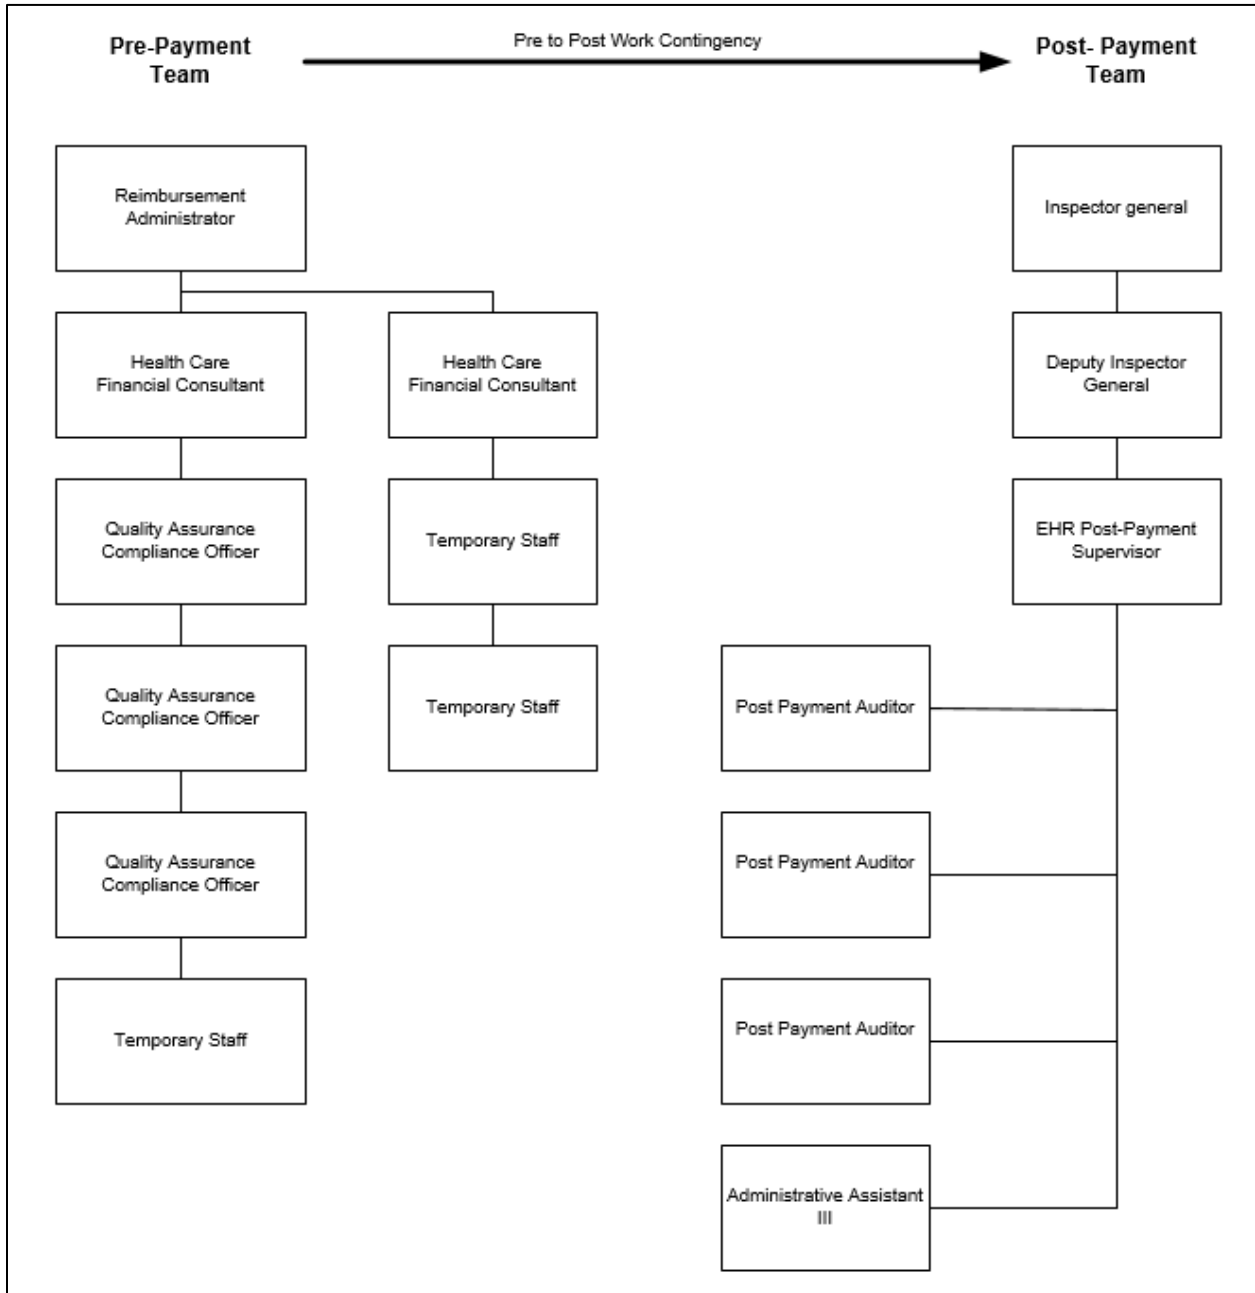 Pre-Payment
Team
Pre to Post Work Contingency
Post- Payment
Team
Reimbursement
Administrator
Inspector general
Health Care
Financial Consultant
Health Care
Financial Consultant
Deputy Inspector
General
Quality Assurance
Compliance Officer
Temporary Staff
EHR Post-Payment
Supervisor
Quality Assurance
Compliance Officer
Temporary Staff
Post Payment Auditor
Quality Assurance
Compliance Officer
Post Payment Auditor
Temporary Staff
Post Payment Auditor
Administrative Assistant
III